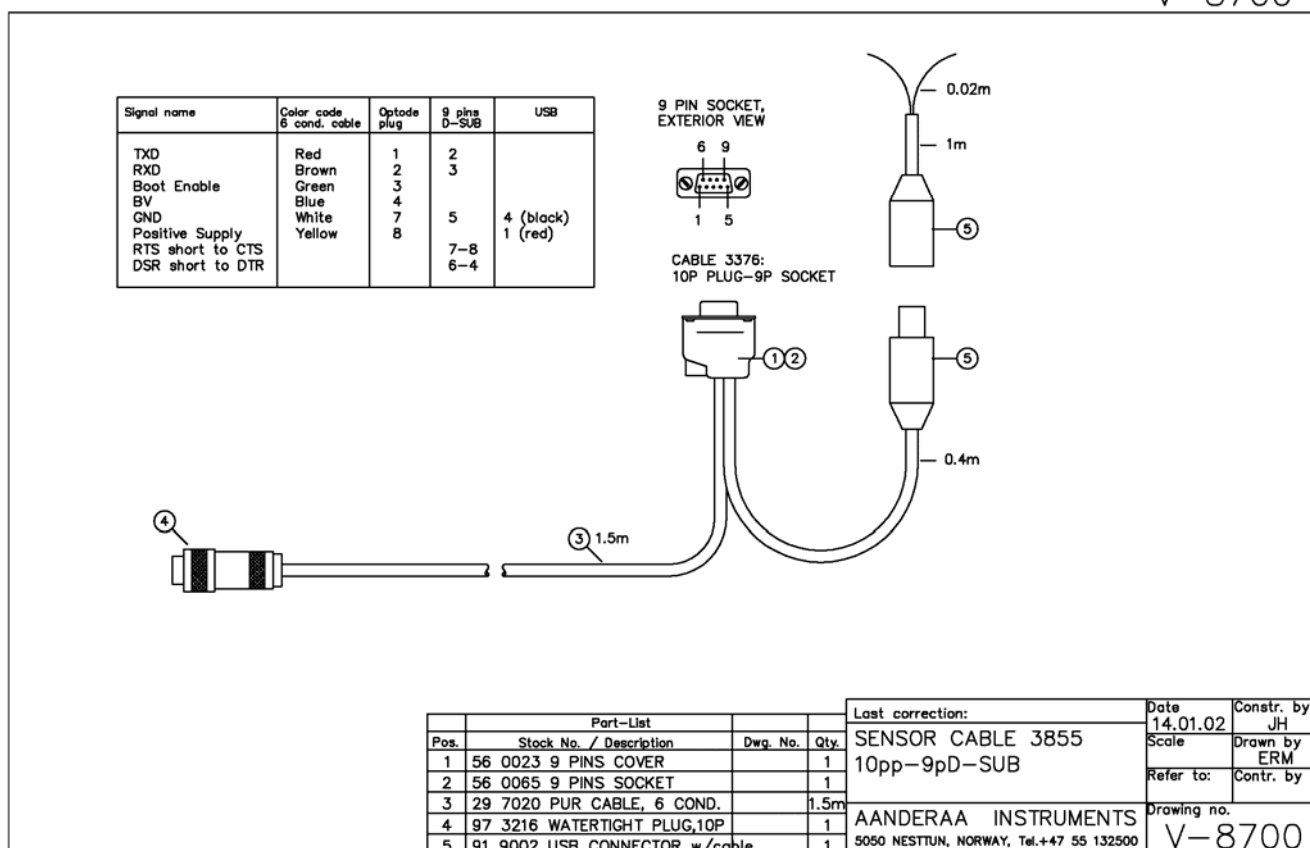 V-8700
Signal name Color code 6 cond. cable Optode plug 9 pins D-SUB USB
TXD Red 1 2
RXD Brown 2 3
Boot Enable Green 3
BV Blue 4
GND White 7 5 4 (black)
Positive Supply Yellow 8 1 (red)
RTS short to CTS 7-8
DSR short to DTR 6-4
9 PIN SOCKET,
EXTERIOR VIEW
6 9
1 5
CABLE 3376:
10P PLUG-9P SOCKET
0.02m
1m
5
1 2
5
0.4m
4
3 1.5m
Part-List
Pos. Stock No. / Description Dwg. No. Qty.
1 56 0023 9 PINS COVER 1
2 56 0065 9 PINS SOCKET 1
3 29 7020 PUR CABLE, 6 COND. 1.5m
4 97 3216 WATERTIGHT PLUG,10P 1
5 91 9002 USB CONNECTOR w/cable 1
Last correction:
SENSOR CABLE 3855
10pp-9pD-SUB
AANDERAA INSTRUMENTS
5050 NESTTUN, NORWAY, Tel.+47 55 132500
Date 14.01.02
Constr. by JH
Scale
Drawn by ERM
Refer to:
Contr. by
Drawing no.
V-8700